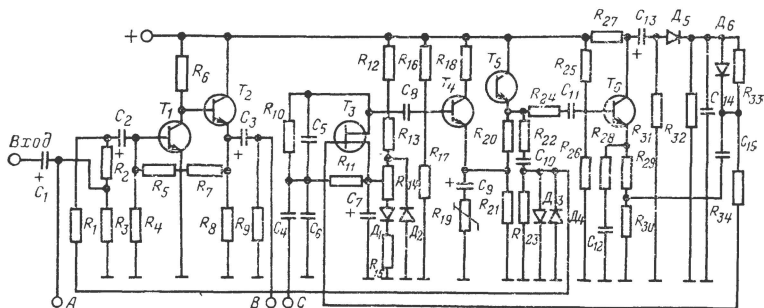 +
R27
C13
Д5
Д6
R6
T1
T2
R12
R16
R18
T4
T5
R25
T6
C14
R33
C2
+
R10
C5
T3
C8
R13
R24
C11
R31
R32
C15
Вход
+
C1
R2
C3
+
R5
R7
R11
R14
R17
R20
R22
C10
R26
R28
R29
R1
R3
R4
R8
R9
C4
C6
C7
+
Д1
Д2
R15
C9
+
R19
R21
R23
Д3
Д4
C12
R30
R34
А
В
С